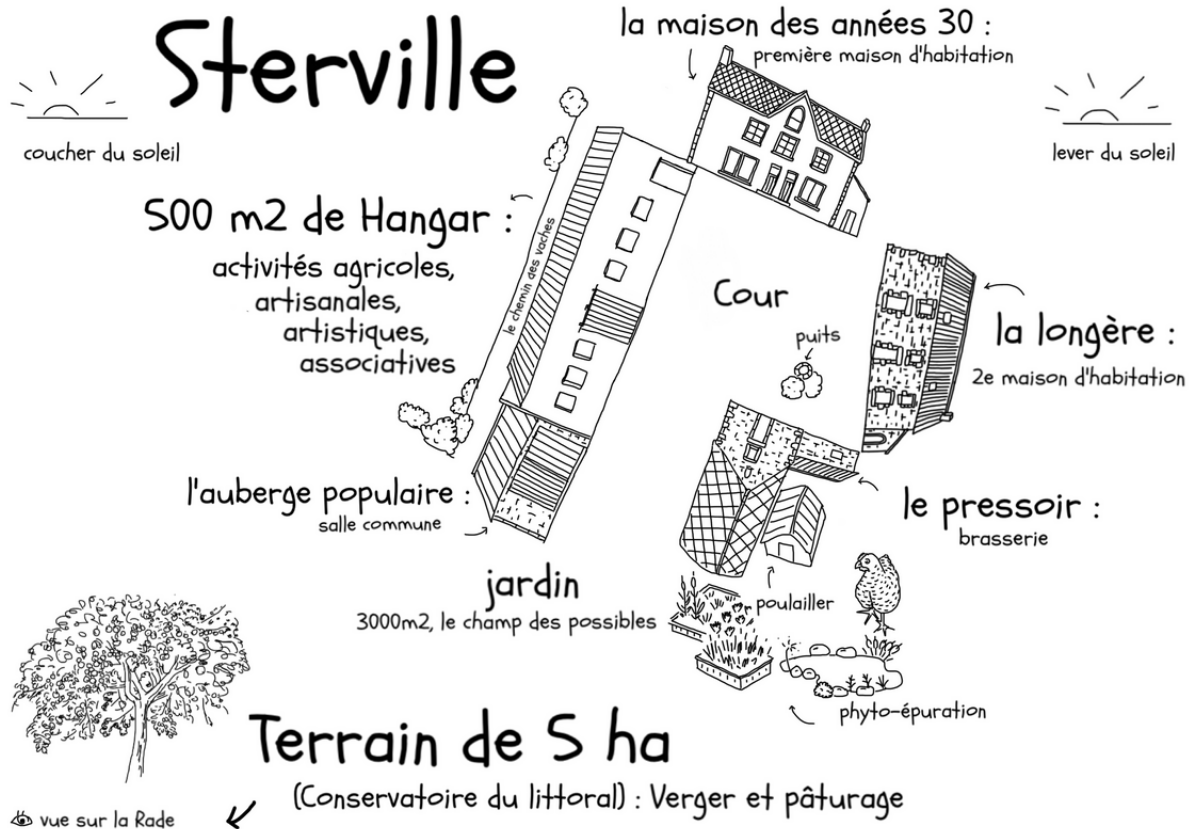 Sterville
la maison des années 30 :
première maison d'habitation
coucher du soleil
lever du soleil
500 m2 de Hangar :
activités agricoles,
artisanales,
artistiques,
associatives
le chemin des vaches
Cour
puits
la longère :
2e maison d'habitation
l'auberge populaire :
salle commune
le pressoir :
brasserie
jardin
3000m2, le champ des possibles
poulailler
phyto-épuration
Terrain de 5 ha
(Conservatoire du littoral) : Verger et pâturage
vue sur la Rade